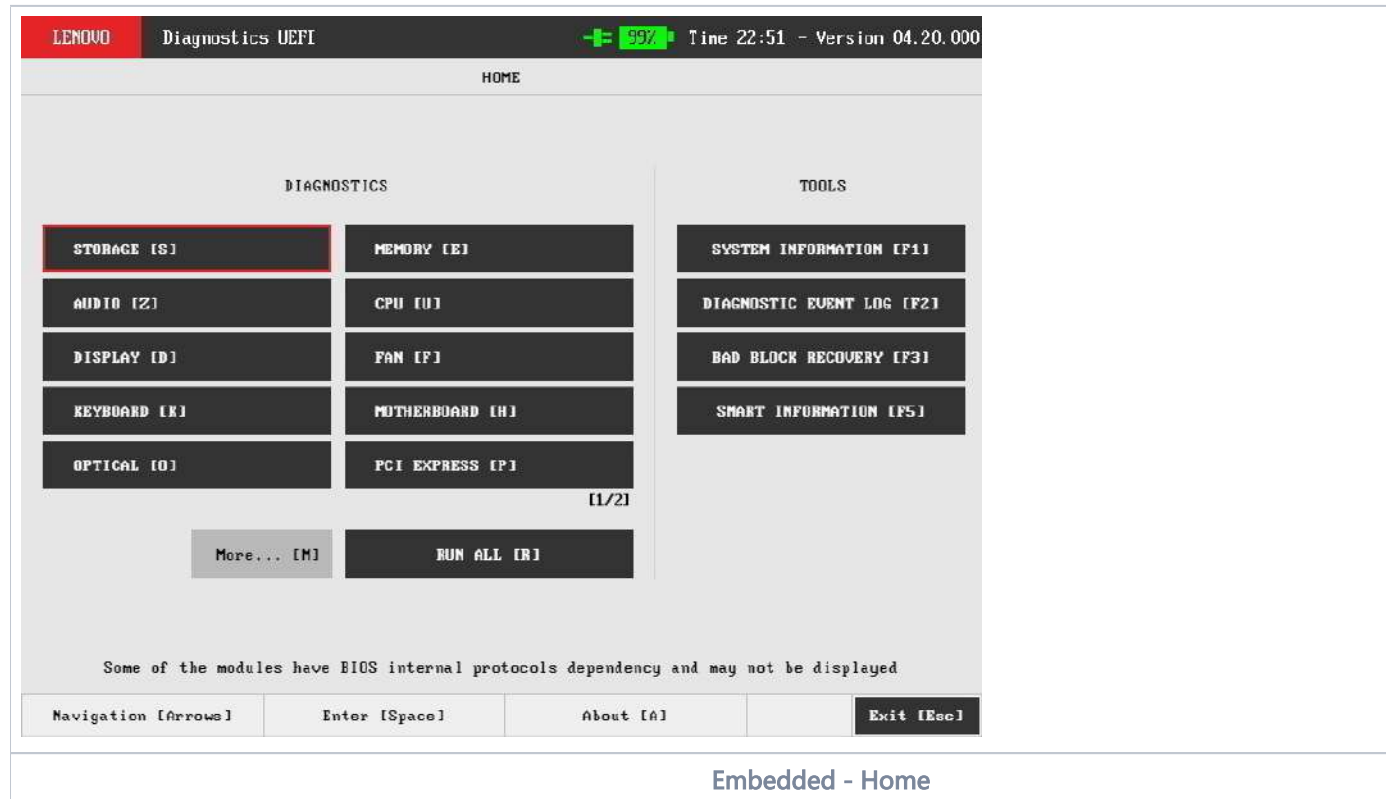 LENOVO Diagnostics UEFI 99% Time 22:51 - Version 04.20.000
HOME
DIAGNOSTICS
TOOLS
STORAGE [S] MEMORY [E] SYSTEM INFORMATION [F1]
AUDIO [Z] CPU [U] DIAGNOSTIC EVENT LOG [F2]
DISPLAY [D] FAN [F] BAD BLOCK RECOVERY [F3]
KEYBOARD [K] MOTHERBOARD [H] SMART INFORMATION [F5]
OPTICAL [O] PCI EXPRESS [P]
[1/2]
More... [M] RUN ALL [R]
Some of the modules have BIOS internal protocols dependency and may not be displayed
Navigation [Arrows] Enter [Space] About [A] Exit [Esc]
Embedded - Home